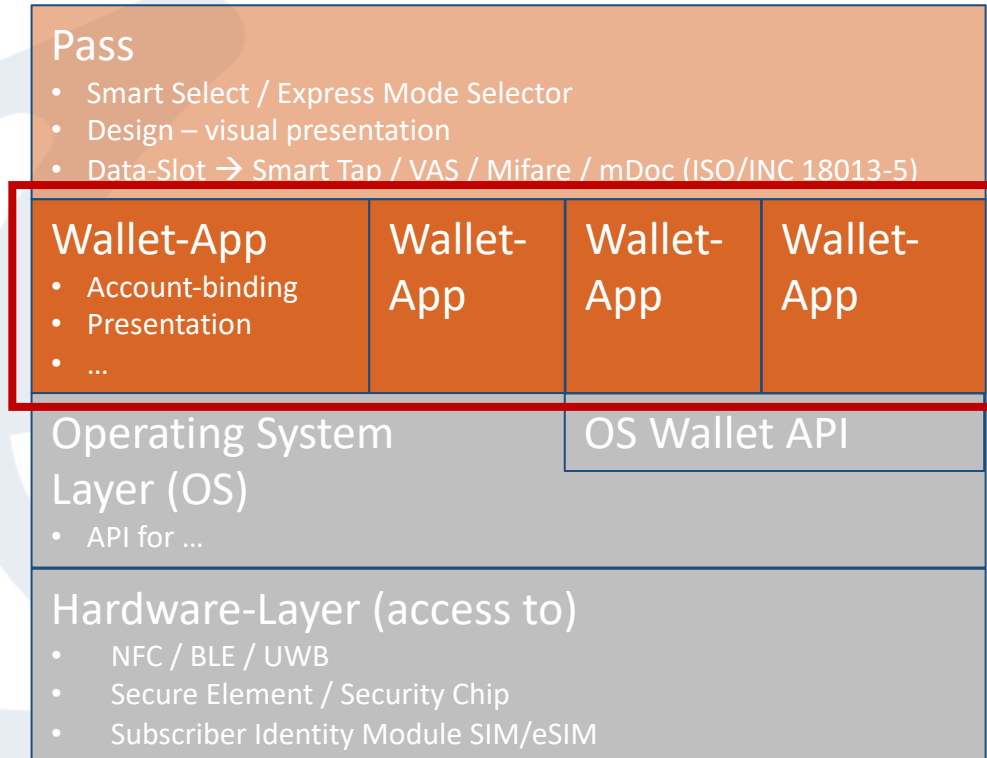 Pass
• Smart Select / Express Mode Selector
• Design – visual presentation
• Data-Slot → Smart Tap / VAS / Mifare / mDoc (ISO/INC 18013-5)
Wallet-App
• Account-binding
• Presentation
• …
Wallet-
App
Wallet-
App
Wallet-
App
Operating System
Layer (OS)
• API for …
OS Wallet API
Hardware-Layer (access to)
• NFC / BLE / UWB
• Secure Element / Security Chip
• Subscriber Identity Module SIM/eSIM